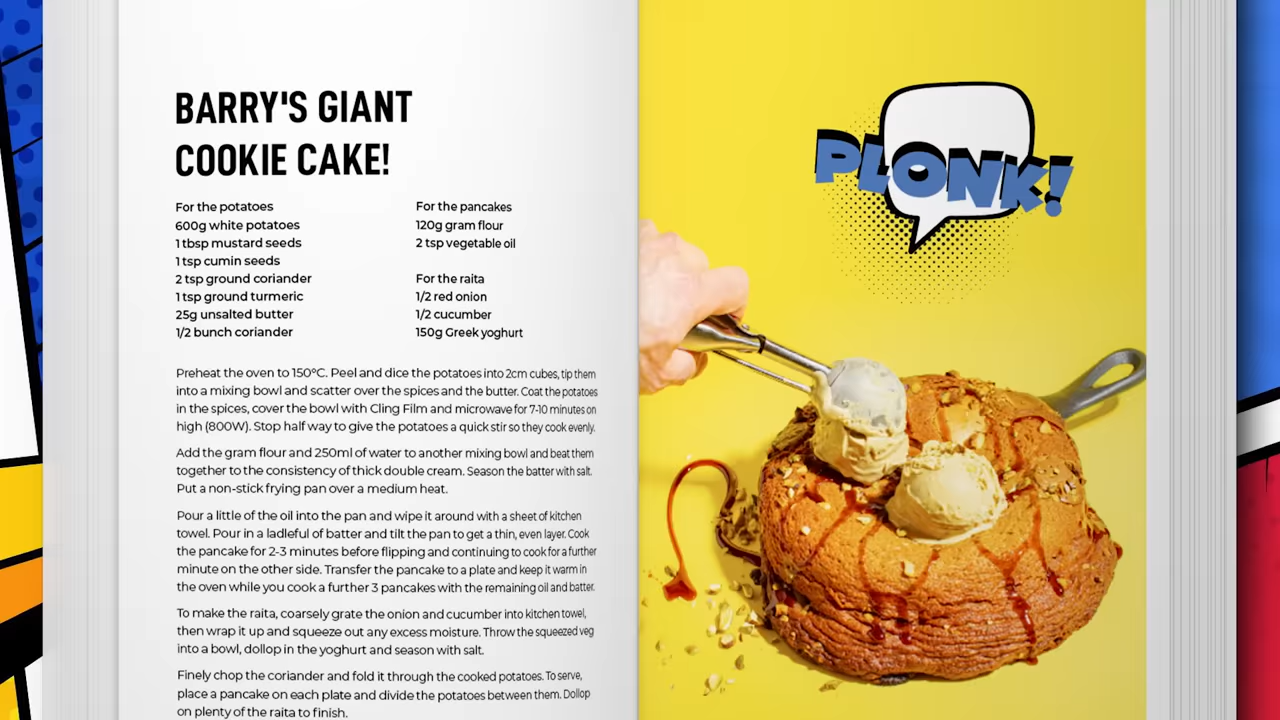 BARRY'S GIANT
COOKIE CAKE!
For the potatoes
600g white potatoes
1 tbsp mustard seeds
1 tsp cumin seeds
2 tsp ground coriander
1 tsp ground turmeric
25g unsalted butter
1/2 bunch coriander
For the pancakes
120g gram flour
2 tsp vegetable oil
For the raita
1/2 red onion
1/2 cucumber
150g Greek yoghurt
Preheat the oven to 150°C. Peel and dice the potatoes into 2cm cubes, tip them
into a mixing bowl and scatter over the spices and the butter. Coat the potatoes
in the spices, cover the bowl with Cling Film and microwave for 7-10 minutes on
high (800W). Stop half way to give the potatoes a quick stir so they cook evenly.
Add the gram flour and 250ml of water to another mixing bowl and beat them
together to the consistency of thick double cream. Season the batter with salt.
Put a non-stick frying pan over a medium heat.
Pour a little of the oil into the pan and wipe it around with a sheet of kitchen
towel. Pour in a ladleful of batter and tilt the pan to get a thin, even layer. Cook
the pancake for 2-3 minutes before flipping and continuing to cook for a further
minute on the other side. Transfer the pancake to a plate and keep it warm in
the oven while you cook a further 3 pancakes with the remaining oil and batter.
To make the raita, coarsely grate the onion and cucumber into kitchen towel,
then wrap it up and squeeze out any excess moisture. Throw the squeezed veg
into a bowl, dollop in the yoghurt and season with salt.
Finely chop the coriander and fold it through the cooked potatoes. To serve,
place a pancake on each plate and divide the potatoes between them. Dollop
on plenty of the raita to finish.
PLONK!